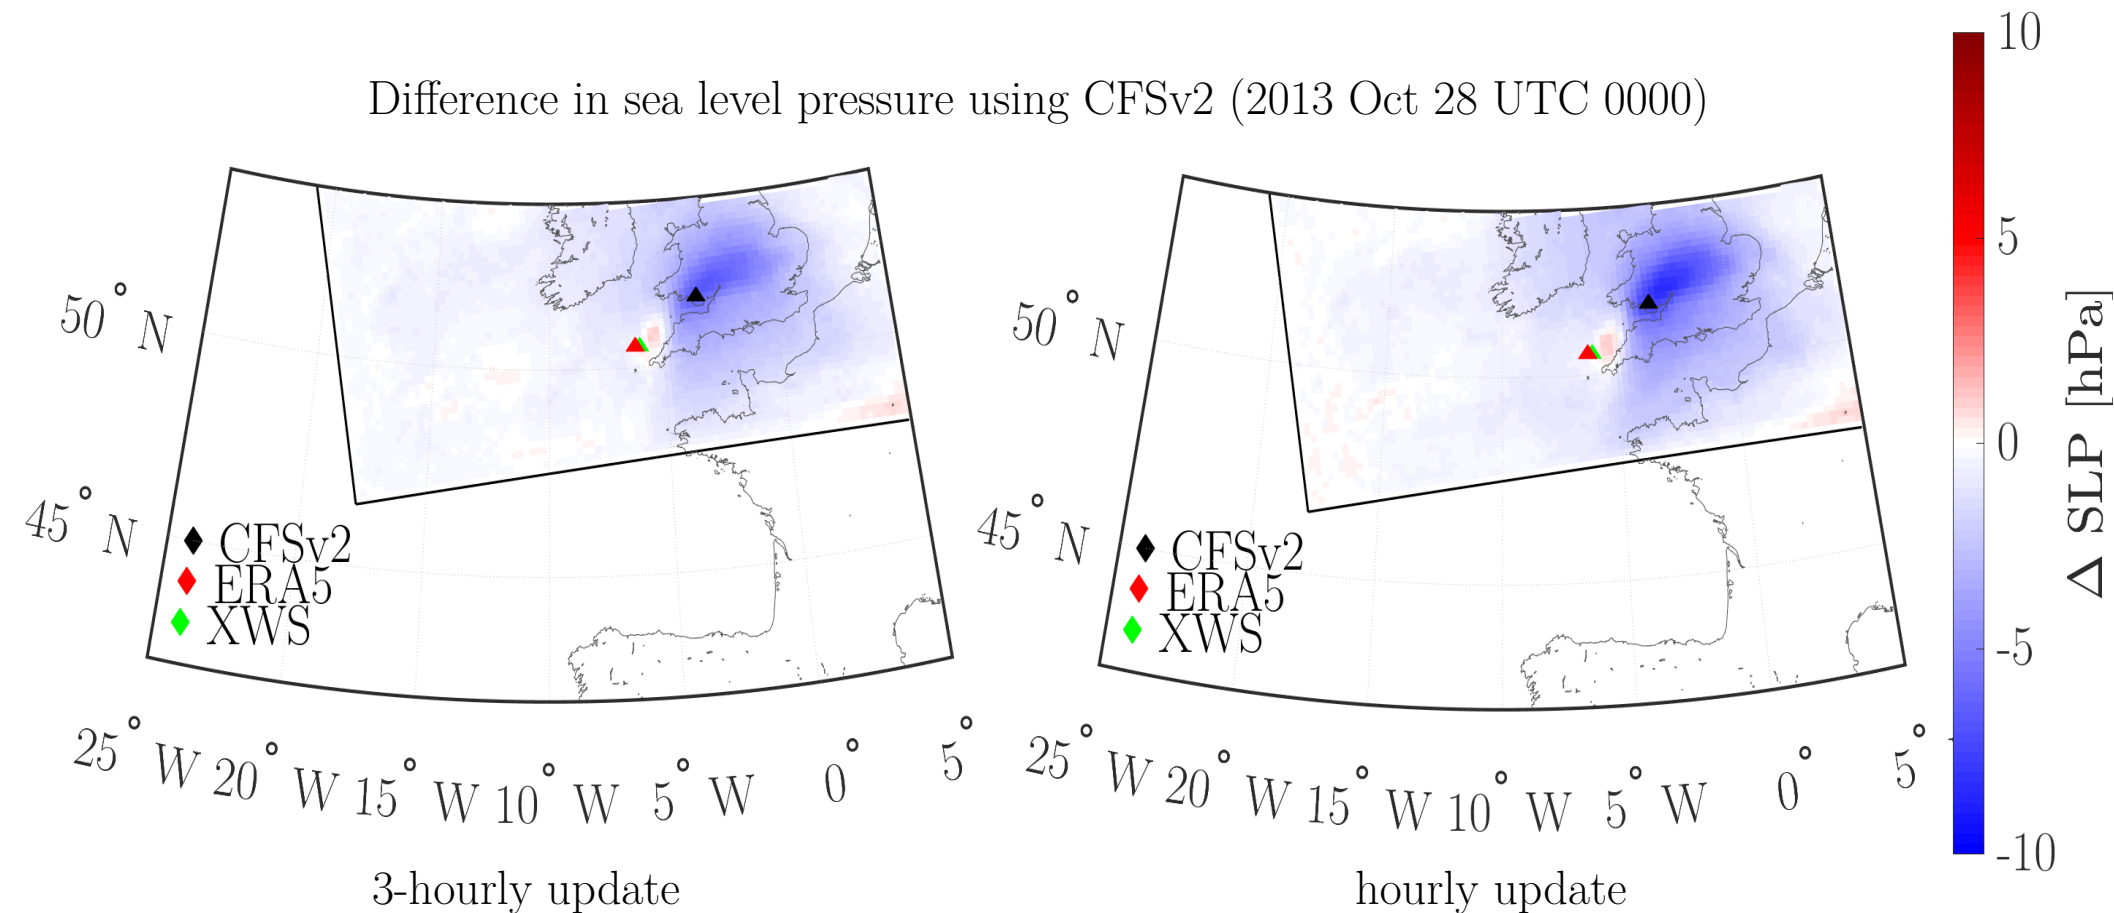 Difference in sea level pressure using CFSv2 (2013 Oct 28 UTC 0000)
50° N
45° N
CFSv2
ERA5
XWS
25° W 20° W 15° W 10° W 5° W 0° 5°
3-hourly update
50° N
45° N
CFSv2
ERA5
XWS
25° W 20° W 15° W 10° W 5° W 0° 5°
hourly update
10
5
0
-5
-10
Δ SLP [hPa]